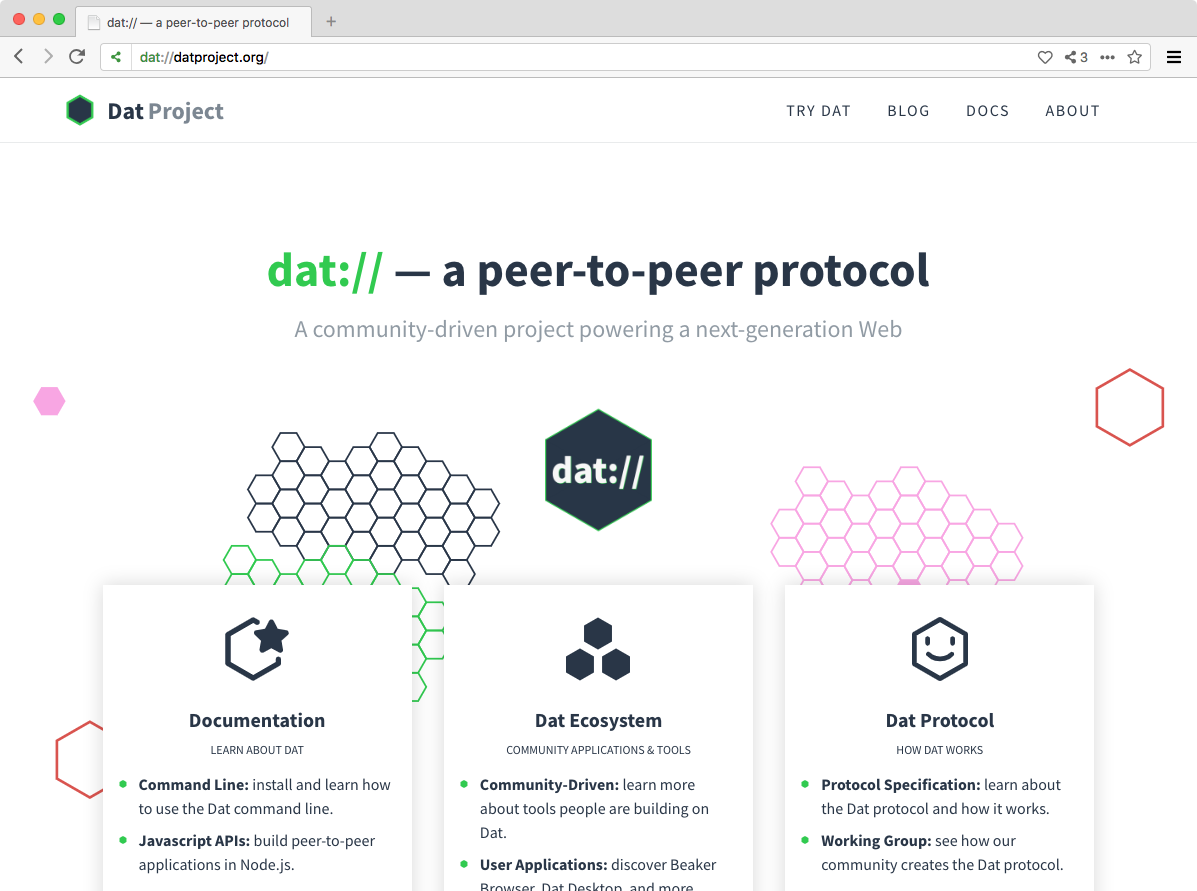 dat:// — a peer-to-peer protocol
dat://datproject.org/
3
Dat Project
TRY DAT
BLOG
DOCS
ABOUT
dat:// — a peer-to-peer protocol
A community-driven project powering a next-generation Web
dat://
Documentation
LEARN ABOUT DAT
Command Line: install and learn how
to use the Dat command line.
Javascript APIs: build peer-to-peer
applications in Node.js.
Dat Ecosystem
COMMUNITY APPLICATIONS & TOOLS
Community-Driven: learn more
about tools people are building on
Dat.
User Applications: discover Beaker
Browser, Dat Desktop, and more
Dat Protocol
HOW DAT WORKS
Protocol Specification: learn about
the Dat protocol and how it works.
Working Group: see how our
community creates the Dat protocol.